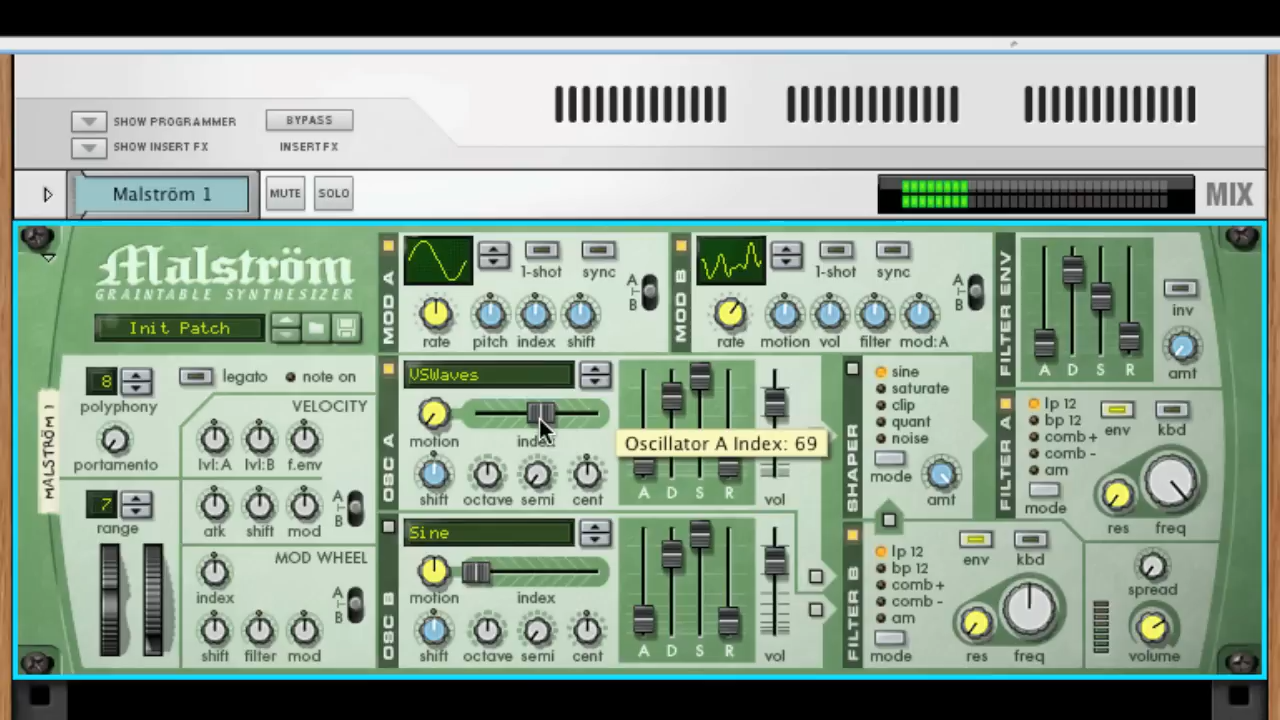 SHOW PROGRAMMER
BYPASS
SHOW INSERT FX
INSERT FX
Malström 1
MUTE
SOLO
MIX
Malström
GRAINTABLE SYNTHESIZER
Init Patch
MOD A
1-shot
sync
A
B
rate
pitch
index
shift
MOD B
1-shot
sync
A
B
rate
motion
vol
filter
mod:A
FILTER ENV
A
D
S
R
inv
amt
MALSTRÖM 1
8
polyphony
legato
note on
portamento
7
range
VELOCITY
lvl:A
lvl:B
f.env
atk
shift
mod
A
B
MOD WHEEL
index
A
B
shift
filter
mod
OSC A
VSWaves
motion
index
shift
octave
semi
cent
A
D
S
R
vol
Oscillator A Index: 69
OSC B
Sine
motion
index
shift
octave
semi
cent
A
D
S
R
vol
SHAPER
sine
saturate
clip
quant
noise
mode
amt
FILTER A
lp 12
bp 12
comb +
comb -
am
mode
env
kbd
res
freq
FILTER B
lp 12
bp 12
comb +
comb -
am
mode
env
kbd
res
freq
spread
volume